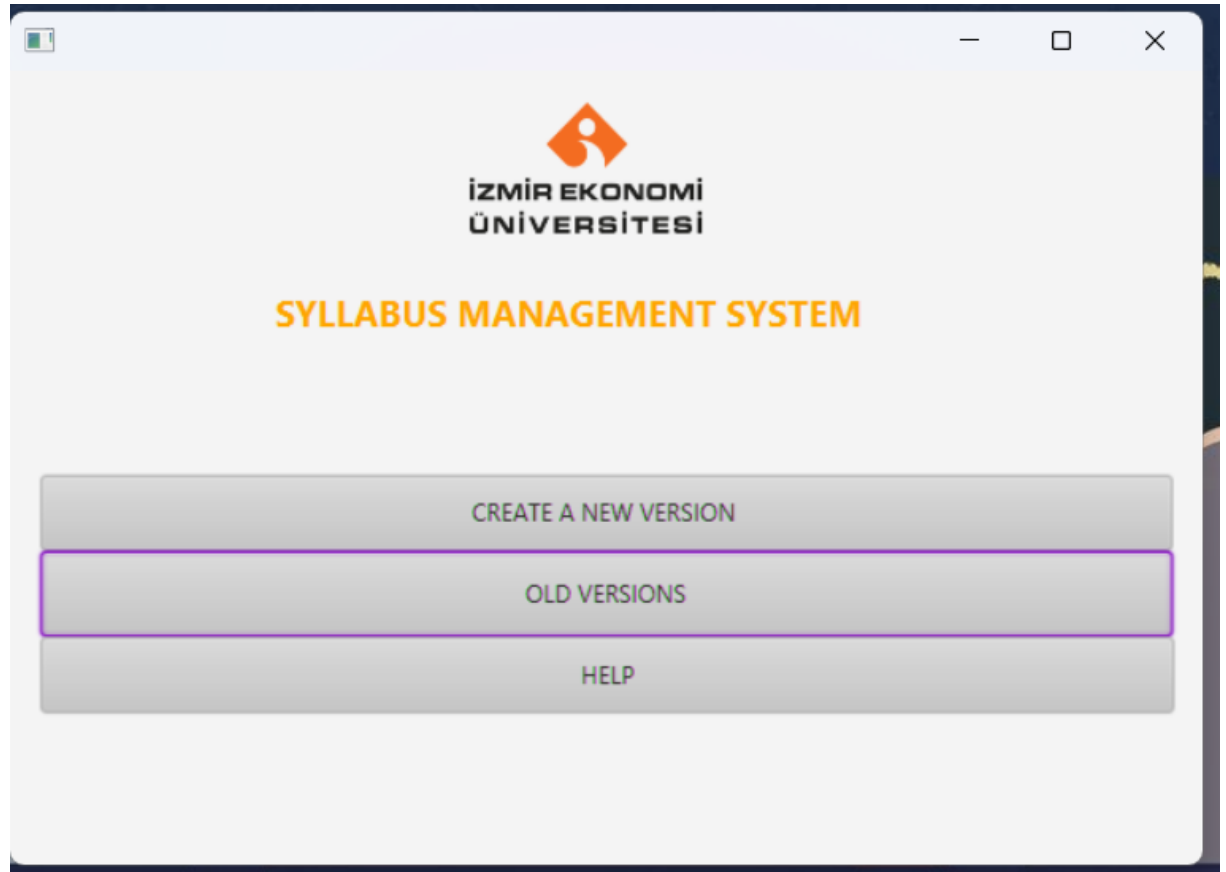 İZMİR EKONOMİ
ÜNİVERSİTESİ
SYLLABUS MANAGEMENT SYSTEM
CREATE A NEW VERSION
OLD VERSIONS
HELP